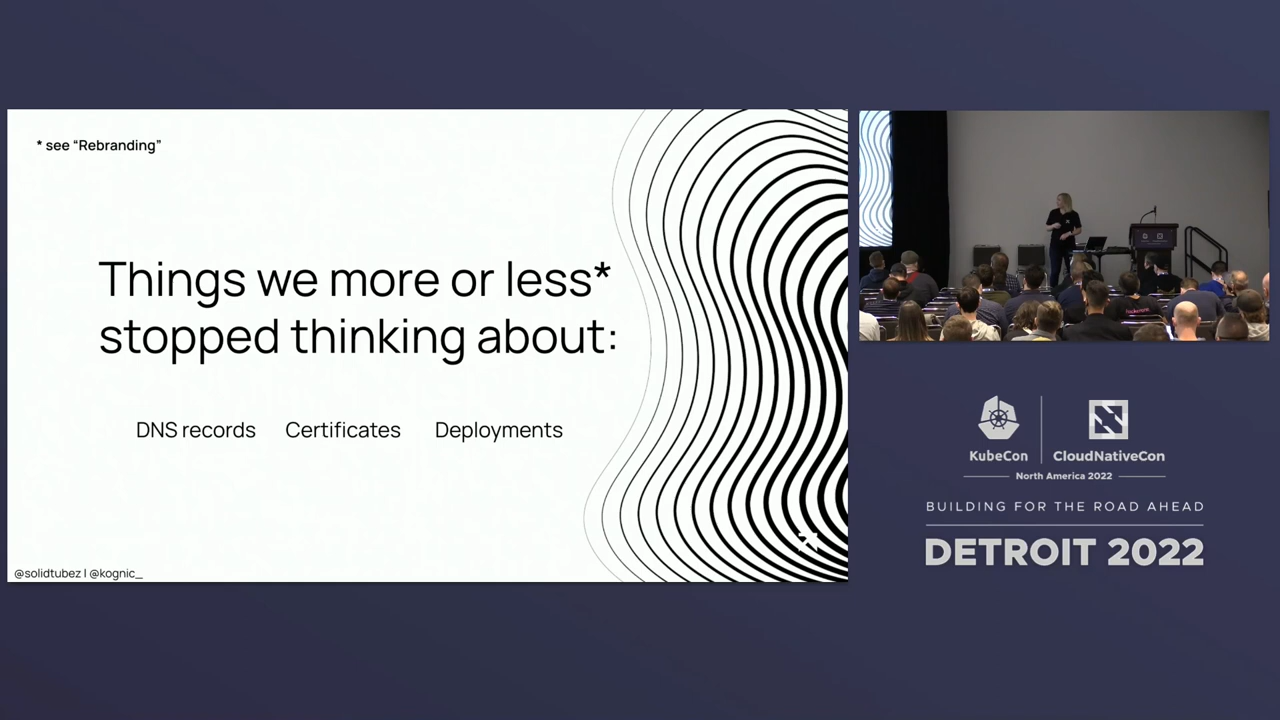 * see “Rebranding”
Things we more or less*
stopped thinking about:
DNS records Certificates Deployments
@solidtubez | @kognic_
KubeCon CloudNativeCon
North America 2022
BUILDING FOR THE ROAD AHEAD
DETROIT 2022